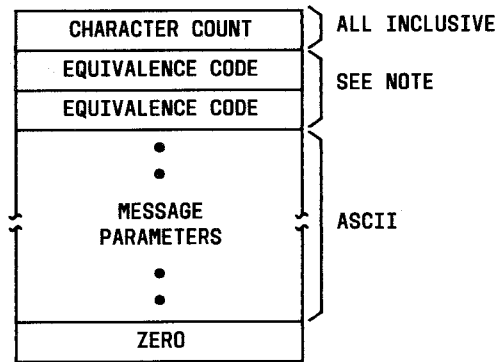 CHARACTER COUNT
ALL INCLUSIVE
EQUIVALENCE CODE
SEE NOTE
EQUIVALENCE CODE
MESSAGE
PARAMETERS
ASCII
ZERO